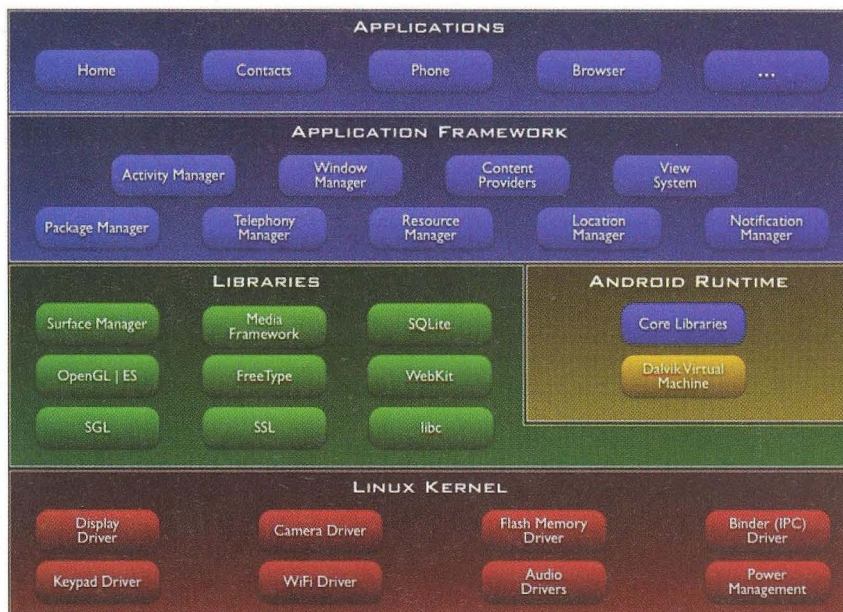 APPLICATIONS
Home
Contacts
Phone
Browser
...
APPLICATION FRAMEWORK
Activity Manager
Window
Manager
Content
Providers
View
System
Package Manager
Telephony
Manager
Resource
Manager
Location
Manager
Notification
Manager
LIBRARIES
Surface Manager
Media
Framework
SQLite
OpenGL | ES
FreeType
WebKit
SGL
SSL
libc
ANDROID RUNTIME
Core Libraries
Dalvik Virtual
Machine
LINUX KERNEL
Display
Driver
Camera Driver
Flash Memory
Driver
Binder (IPC)
Driver
Keypad Driver
WiFi Driver
Audio
Drivers
Power
Management